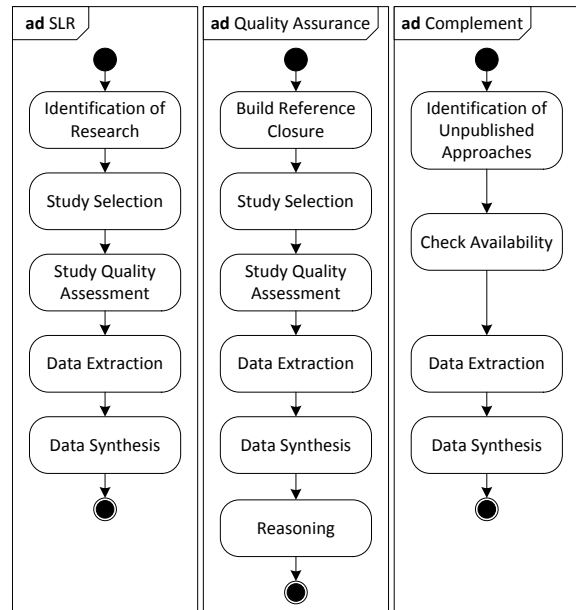 ad SLR
Identification of
Research
Study Selection
Study Quality
Assessment
Data Extraction
Data Synthesis
ad Quality Assurance
Build Reference
Closure
Study Selection
Study Quality
Assessment
Data Extraction
Data Synthesis
Reasoning
ad Complement
Identification of
Unpublished
Approaches
Check Availability
Data Extraction
Data Synthesis